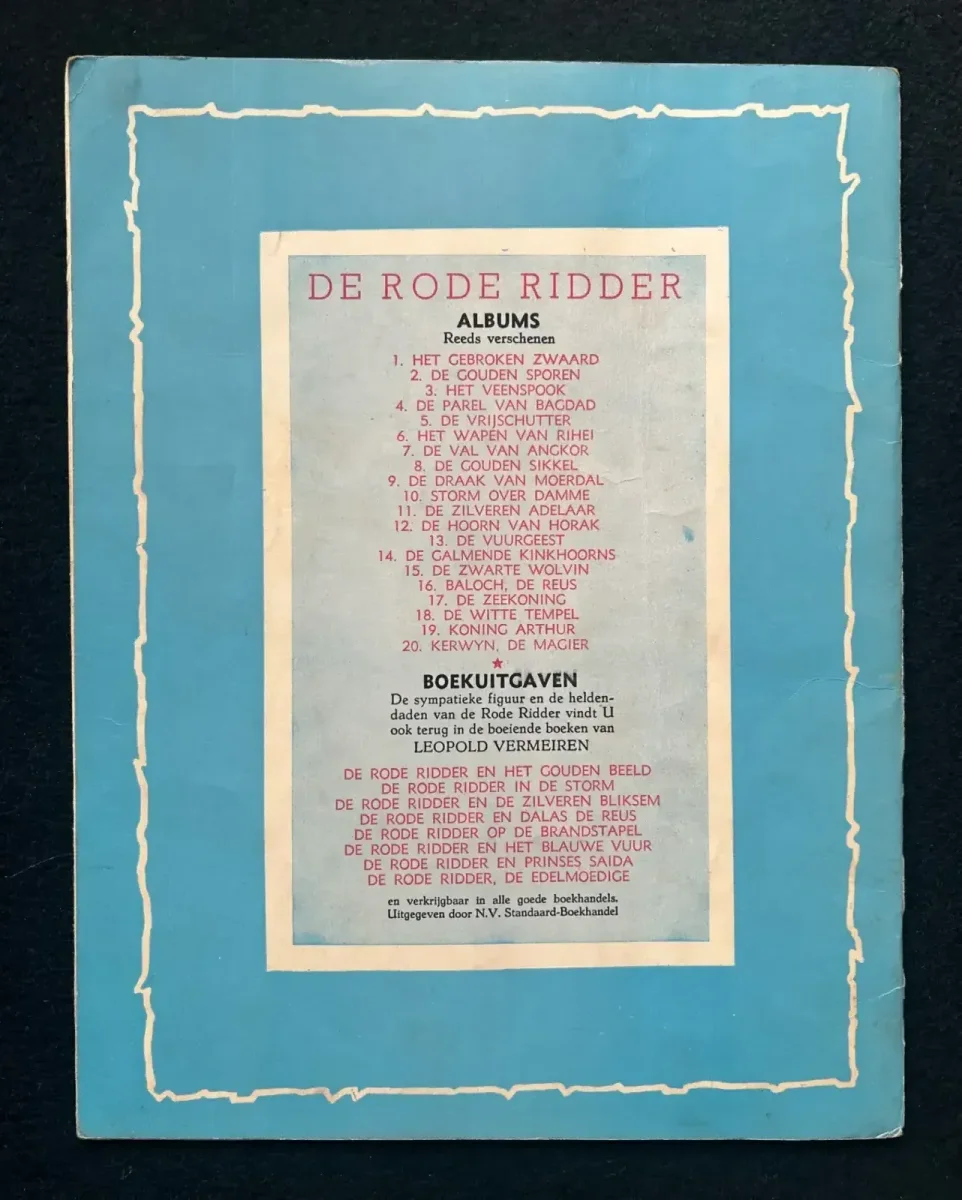 DE RODE RIDDER
ALBUMS
Reeds verschenen
1. HET GEBROKEN ZWAARD
2. DE GOUDEN SPOREN
3. HET VEENSPOOK
4. DE PAREL VAN BAGDAD
5. DE VRIJSCHUTTER
6. HET WAPEN VAN RIHEI
7. DE VAL VAN ANGKOR
8. DE GOUDEN SIKKEL
9. DE DRAAK VAN MOERDAL
10. STORM OVER DAMME
11. DE ZILVEREN ADELAAR
12. DE HOORN VAN HORAK
13. DE VUURGEEST
14. DE GALMENDE KINKHOORNS
15. DE ZWARTE WOLVIN
16. BALOCH, DE REUS
17. DE ZEEKONING
18. DE WITTE TEMPEL
19. KONING ARTHUR
20. KERWYN, DE MAGIER
BOEKUITGAVEN
De sympatieke figuur en de helden-
daden van de Rode Ridder vindt U
ook terug in de boeiende boeken van
LEOPOLD VERMEIREN
DE RODE RIDDER EN HET GOUDEN BEELD
DE RODE RIDDER IN DE STORM
DE RODE RIDDER EN DE ZILVEREN BLIKSEM
DE RODE RIDDER EN DALAS DE REUS
DE RODE RIDDER OP DE BRANDSTAPEL
DE RODE RIDDER EN HET BLAUWE VUUR
DE RODE RIDDER EN PRINSES SAIDA
DE RODE RIDDER, DE EDELMOEDIGE
en verkrijgbaar in alle goede boekhandels.
Uitgegeven door N.V. Standaard-Boekhandel